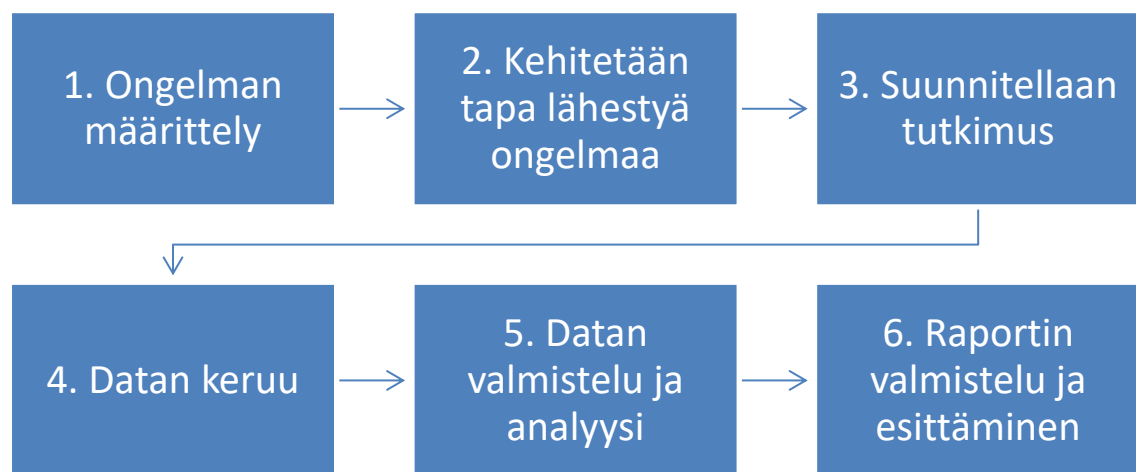 1. Ongelman
määrittely
2. Kehitetään
tapa lähestyä
ongelmaa
3. Suunnitellaan
tutkimus
4. Datan keruu
5. Datan
valmistelu ja
analyysi
6. Raportin
valmistelu ja
esittäminen